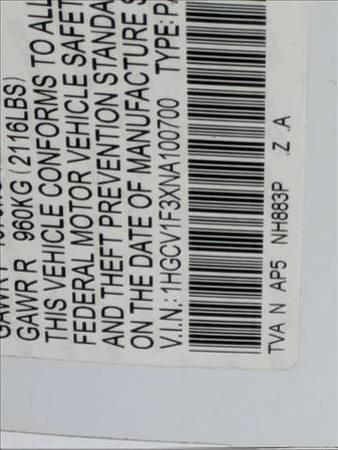 GAWR R 960KG (2116LBS)
THIS VEHICLE CONFORMS TO ALL
FEDERAL MOTOR VEHICLE SAFET
AND THEFT PREVENTION STANDA
ON THE DATE OF MANUFACTURE S
V.I.N.: 1HGCV1F3XNA100700 TYPE: PA
TVA N AP5 NH883P .Z .A